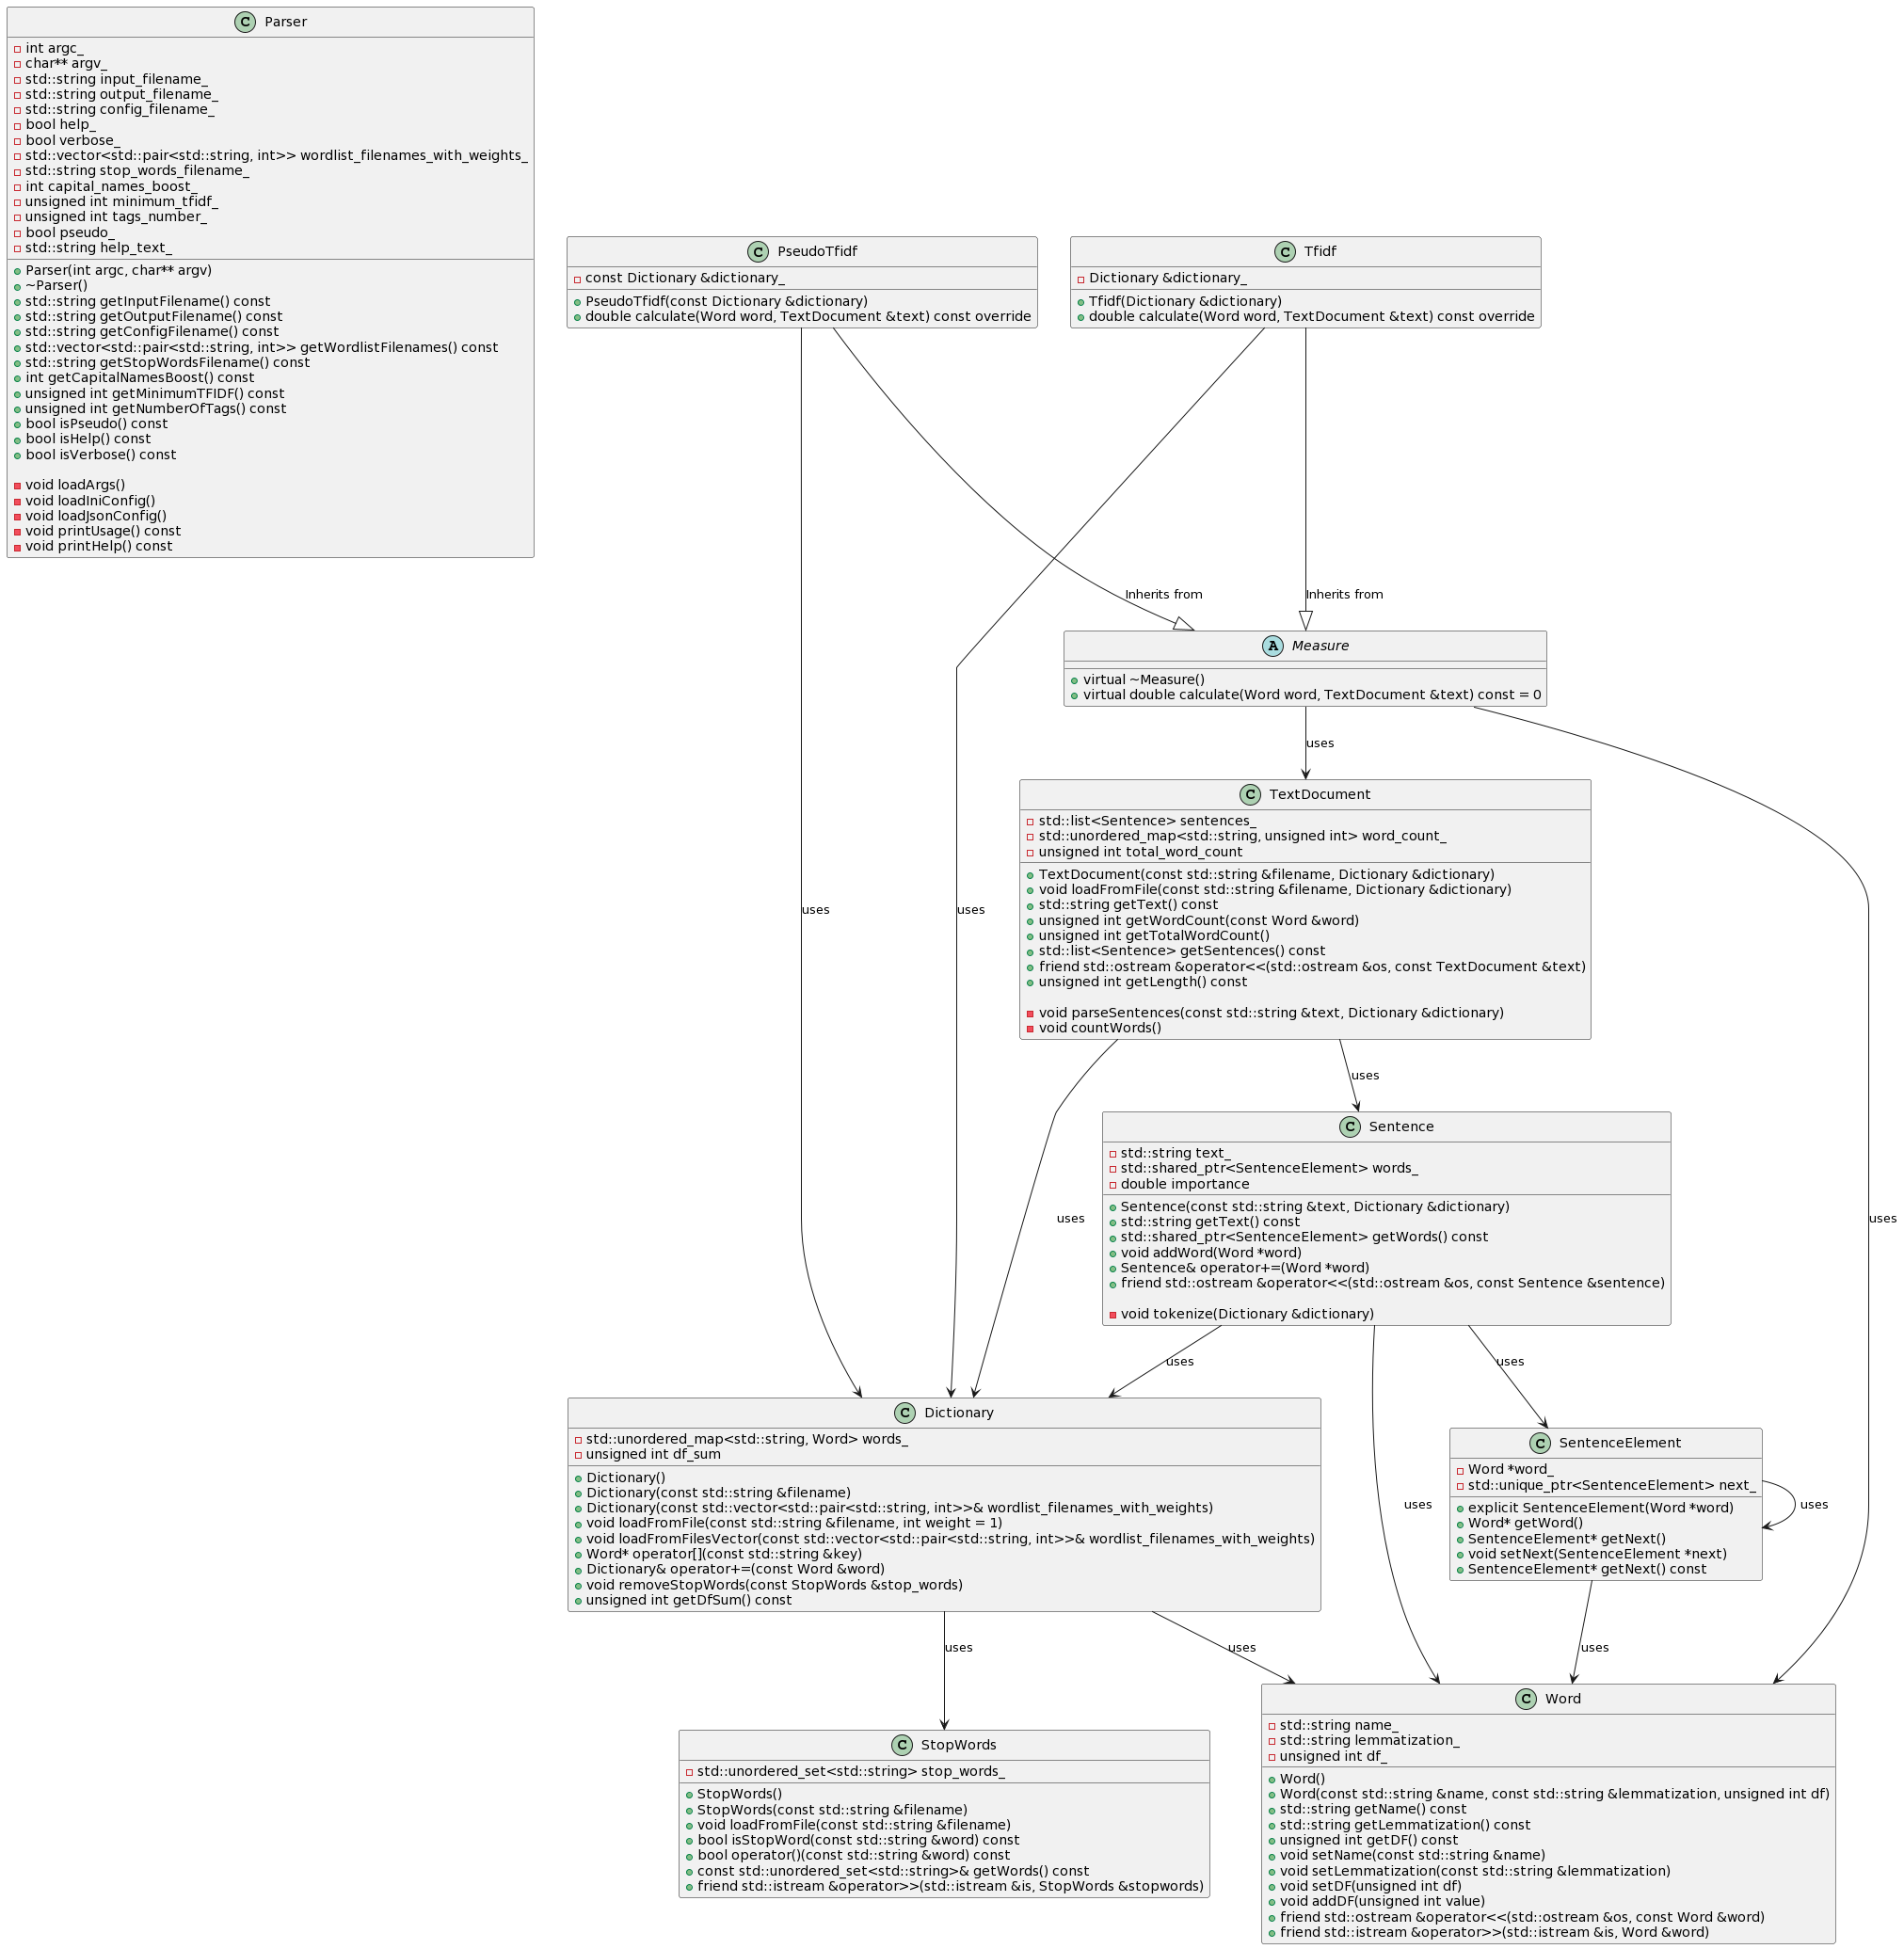 C Parser
int argc_
char** argv_
std::string input_filename_
std::string output_filename_
std::string config_filename_
bool help_
bool verbose_
std::vector<std::pair<std::string, int>> wordlist_filenames_with_weights_
std::string stop_words_filename_
int capital_names_boost_
unsigned int minimum_tfidf_
unsigned int tags_number_
bool pseudo_
std::string help_text_
Parser(int argc, char** argv)
~Parser()
std::string getInputFilename() const
std::string getOutputFilename() const
std::string getConfigFilename() const
std::vector<std::pair<std::string, int>> getWordlistFilenames() const
std::string getStopWordsFilename() const
int getCapitalNamesBoost() const
unsigned int getMinimumTFIDF() const
unsigned int getNumberOfTags() const
bool isPseudo() const
bool isHelp() const
bool isVerbose() const
void loadArgs()
void loadIniConfig()
void loadJsonConfig()
void printUsage() const
void printHelp() const
C PseudoTfidf
const Dictionary &dictionary_
PseudoTfidf(const Dictionary &dictionary)
double calculate(Word word, TextDocument &text) const override
C Tfidf
Dictionary &dictionary_
Tfidf(Dictionary &dictionary)
double calculate(Word word, TextDocument &text) const override
Inherits from
Inherits from
A Measure
virtual ~Measure()
virtual double calculate(Word word, TextDocument &text) const = 0
uses
C TextDocument
std::list<Sentence> sentences_
std::unordered_map<std::string, unsigned int> word_count_
unsigned int total_word_count
TextDocument(const std::string &filename, Dictionary &dictionary)
void loadFromFile(const std::string &filename, Dictionary &dictionary)
std::string getText() const
unsigned int getWordCount(const Word &word)
unsigned int getTotalWordCount()
std::list<Sentence> getSentences() const
friend std::ostream &operator<<(std::ostream &os, const TextDocument &text)
unsigned int getLength() const
void parseSentences(const std::string &text, Dictionary &dictionary)
void countWords()
uses
uses
uses
C Sentence
std::string text_
std::shared_ptr<SentenceElement> words_
double importance
Sentence(const std::string &text, Dictionary &dictionary)
std::string getText() const
std::shared_ptr<SentenceElement> getWords() const
void addWord(Word *word)
Sentence& operator+=(Word *word)
friend std::ostream &operator<<(std::ostream &os, const Sentence &sentence)
void tokenize(Dictionary &dictionary)
uses
uses
uses
uses
C Dictionary
std::unordered_map<std::string, Word> words_
unsigned int df_sum
Dictionary()
Dictionary(const std::string &filename)
Dictionary(const std::vector<std::pair<std::string, int>>& wordlist_filenames_with_weights)
void loadFromFile(const std::string &filename, int weight = 1)
void loadFromFilesVector(const std::vector<std::pair<std::string, int>>& wordlist_filenames_with_weights)
Word* operator[](const std::string &key)
Dictionary& operator+=(const Word &word)
void removeStopWords(const StopWords &stop_words)
unsigned int getDfSum() const
uses
C SentenceElement
Word *word_
std::unique_ptr<SentenceElement> next_
explicit SentenceElement(Word *word)
Word* getWord()
SentenceElement* getNext()
void setNext(SentenceElement *next)
SentenceElement* getNext() const
uses
uses
uses
uses
C StopWords
std::unordered_set<std::string> stop_words_
StopWords()
StopWords(const std::string &filename)
void loadFromFile(const std::string &filename)
bool isStopWord(const std::string &word) const
bool operator()(const std::string &word) const
const std::unordered_set<std::string>& getWords() const
friend std::istream &operator>>(std::istream &is, StopWords &stopwords)
C Word
std::string name_
std::string lemmatization_
unsigned int df_
Word()
Word(const std::string &name, const std::string &lemmatization, unsigned int df)
std::string getName() const
std::string getLemmatization() const
unsigned int getDF() const
void setName(const std::string &name)
void setLemmatization(const std::string &lemmatization)
void setDF(unsigned int df)
void addDF(unsigned int value)
friend std::ostream &operator<<(std::ostream &os, const Word &word)
friend std::istream &operator>>(std::istream &is, Word &word)